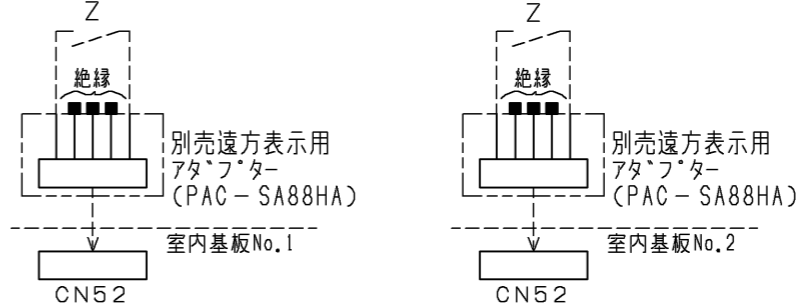 Z
絶縁
別売遠方表示用
アダプター
(PAC-SA88HA)
室内基板No.1
CN52
Z
絶縁
別売遠方表示用
アダプター
(PAC-SA88HA)
室内基板No.2
CN52